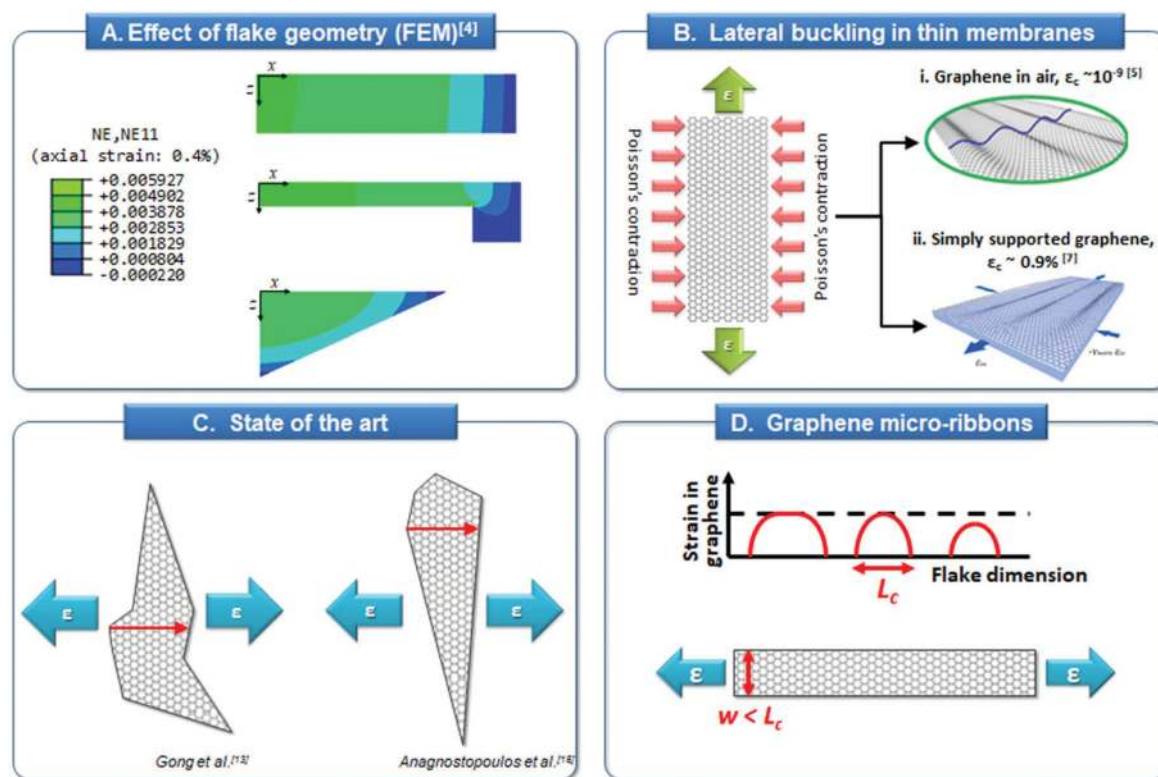 A. Effect of flake geometry (FEM)[4]
NE,NE11
(axial strain: 0.4%)
+0.005927
+0.004902
+0.003878
+0.002853
+0.001829
+0.000804
-0.000220
x
x
x
B. Lateral buckling in thin membranes
ε
Poisson's contraction
Poisson's contraction
ε
i. Graphene in air, εc ~10-9 [5]
ii. Simply supported graphene,
εc ~ 0.9% [7]
C. State of the art
ε
ε
ε
ε
Gong et al.[13]
Anagnostopoulos et al.
D. Graphene micro-ribbons
Strain in
graphene
Flake dimension
Lc
ε
ε
w < Lc